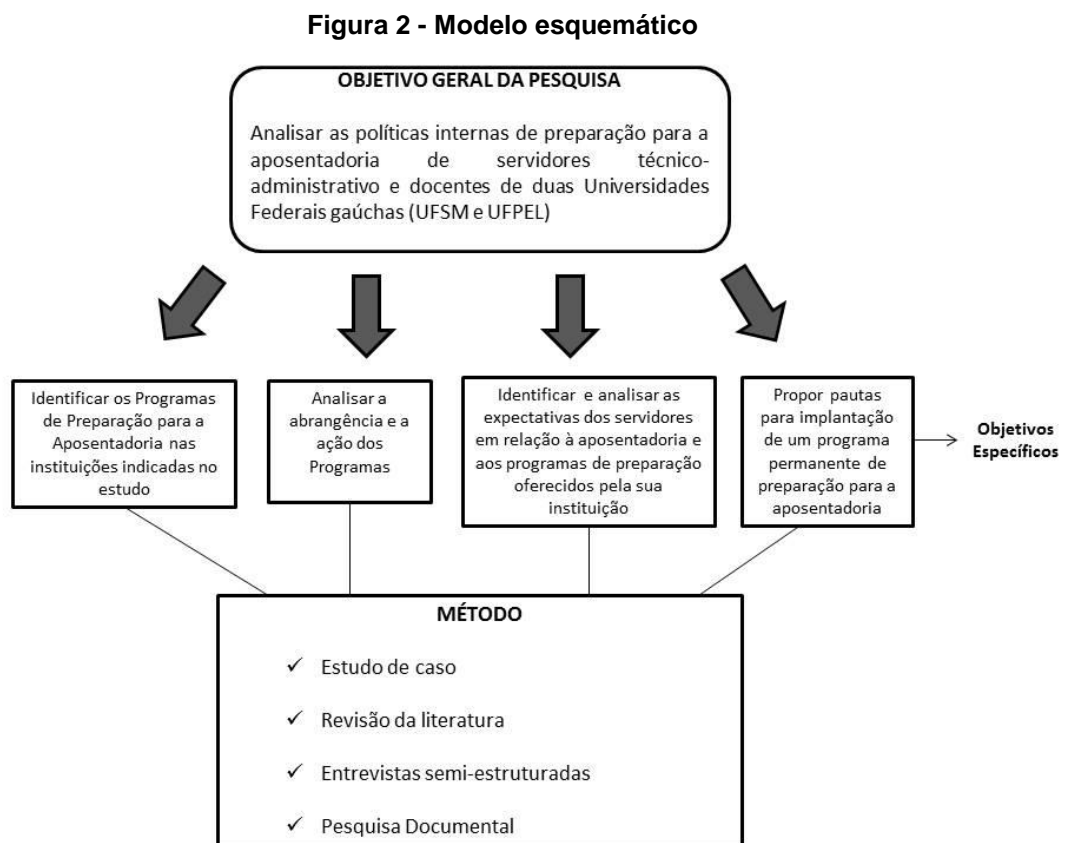 Figura 2 - Modelo esquemático
OBJETIVO GERAL DA PESQUISA
Analisar as políticas internas de preparação para a
aposentadoria de servidores técnico-
administrativo e docentes de duas Universidades
Federais gaúchas (UFSM e UFPEL)
Identificar os Programas
de Preparação para a
Aposentadoria nas
instituições indicadas no
estudo
Analisar a
abrangência e a
ação dos
Programas
Identificar e analisar as
expectativas dos servidores
em relação à aposentadoria e
aos programas de preparação
oferecidos pela sua
instituição
Propor pautas
para implantação
de um programa
permanente de
preparação para a
aposentadoria
Objetivos
Específicos
MÉTODO
✓ Estudo de caso
✓ Revisão da literatura
✓ Entrevistas semi-estruturadas
✓ Pesquisa Documental